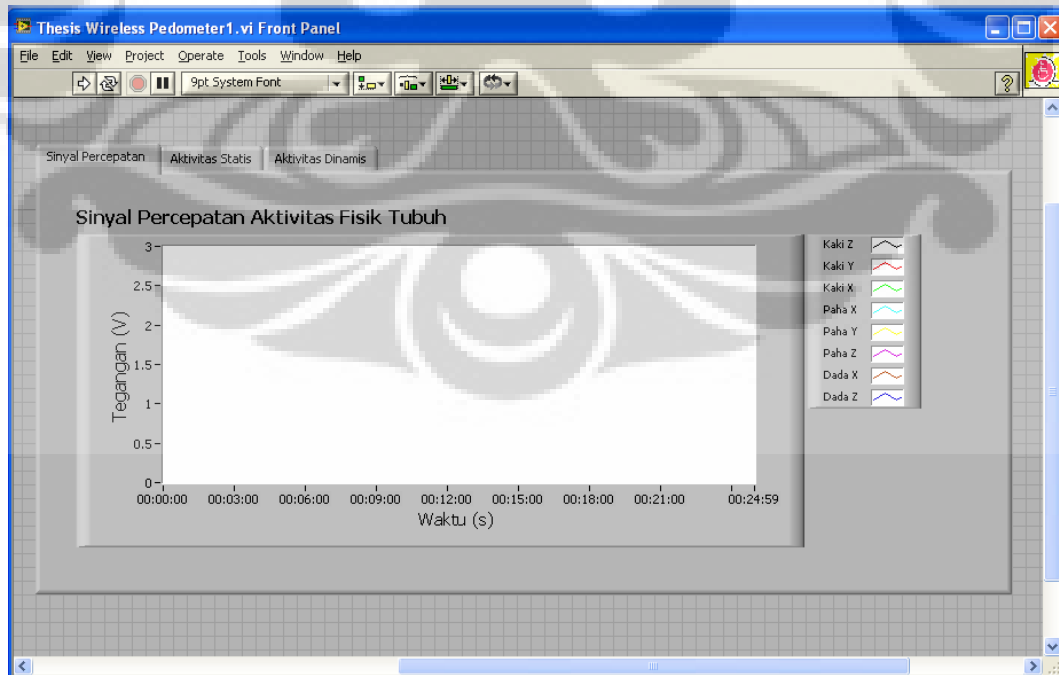 Thesis Wireless Pedometer1.vi Front Panel
File Edit View Project Operate Tools Window Help
9pt System Font
Sinyal Percepatan Aktivitas Statis Aktivitas Dinamis
Sinyal Percepatan Aktivitas Fisik Tubuh
Tegangan (V)
3
2.5
2
1.5
1
0.5
0
00:00:00 00:03:00 00:06:00 00:09:00 00:12:00 00:15:00 00:18:00 00:21:00 00:24:59
Waktu (s)
Kaki Z
Kaki Y
Kaki X
Paha X
Paha Y
Paha Z
Dada X
Dada Z